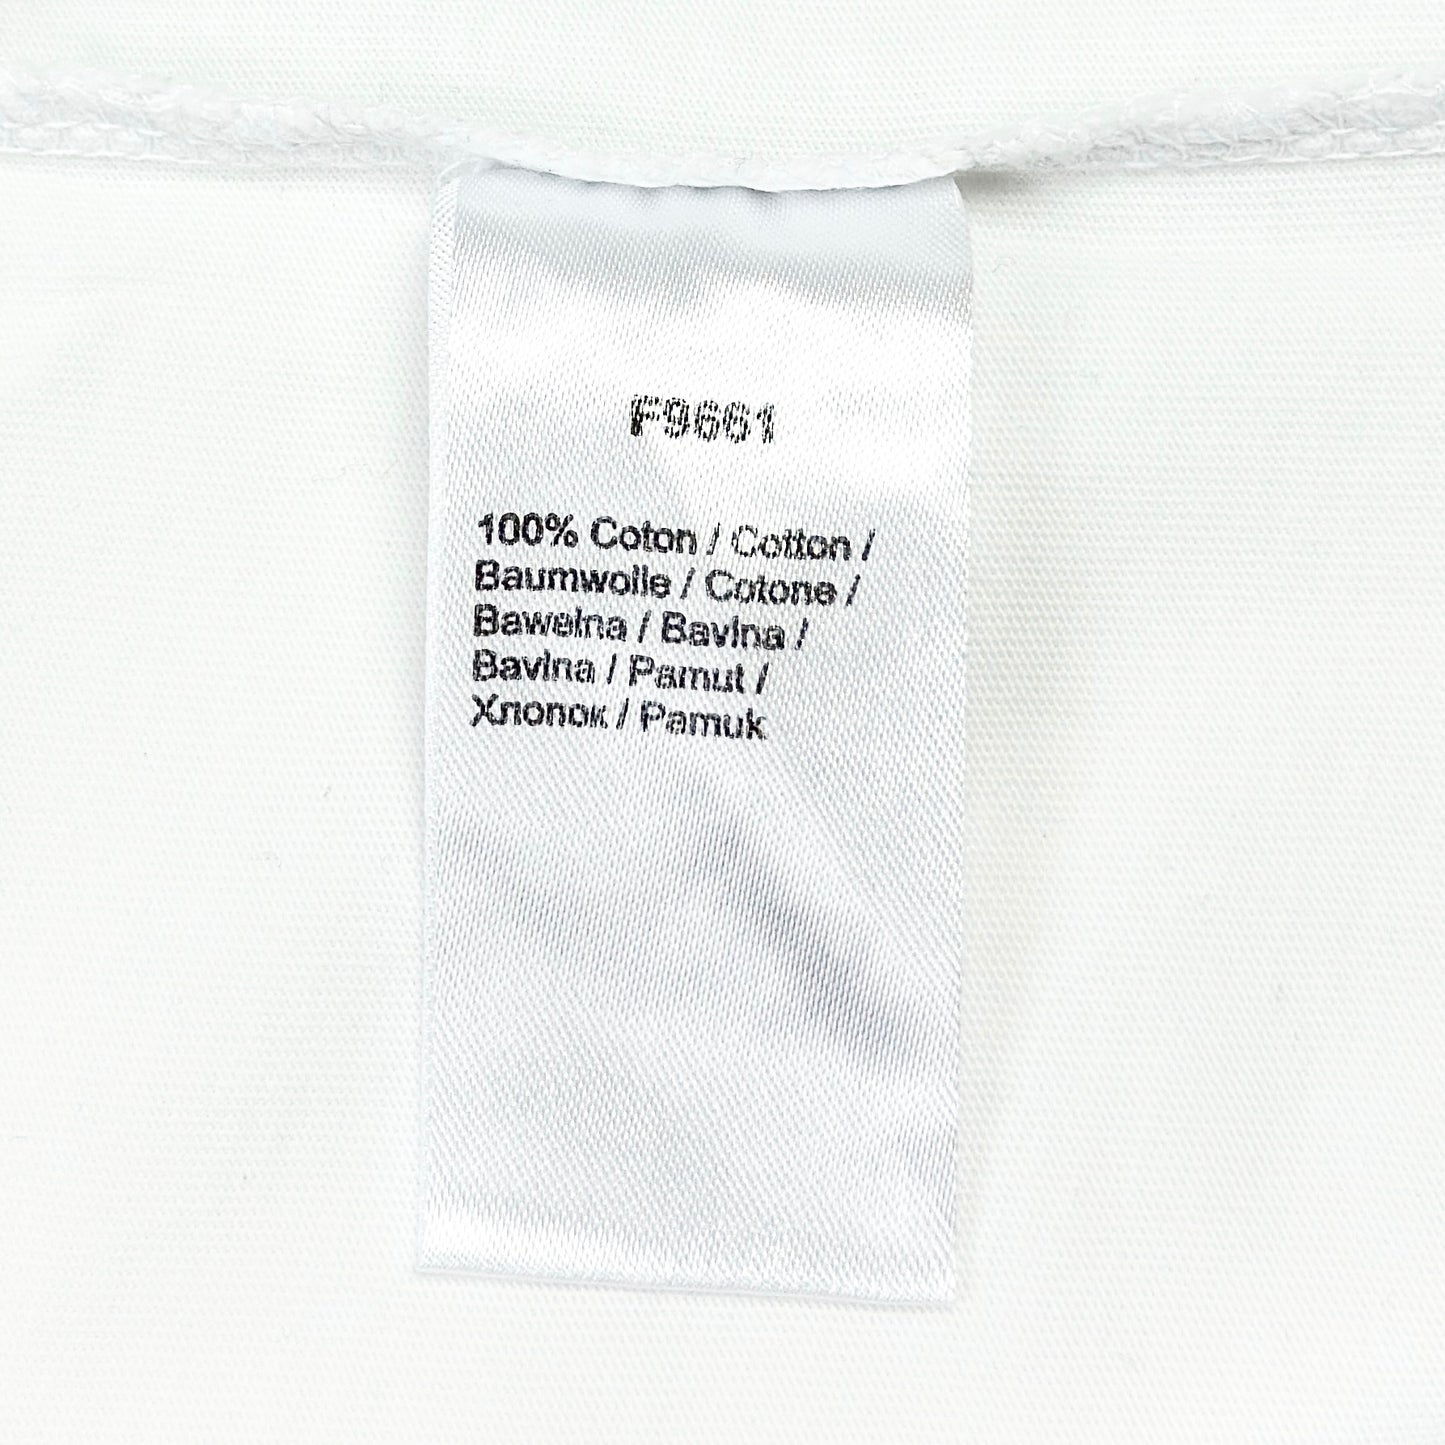 F9661
100% Coton / Cotton /
Baumwolle / Cotone /
Bawełna / Bavlna /
Bavlna / Pamut /
Хлопок / Pamuk